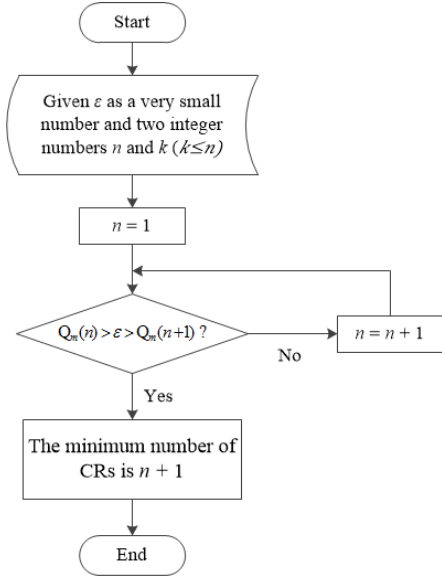 Start
Given ε as a very small
number and two integer
numbers n and k (k≤n)
n = 1
Qₘ(n) > ε > Qₘ(n+1) ?
n = n + 1
No
Yes
The minimum number of
CRs is n + 1
End